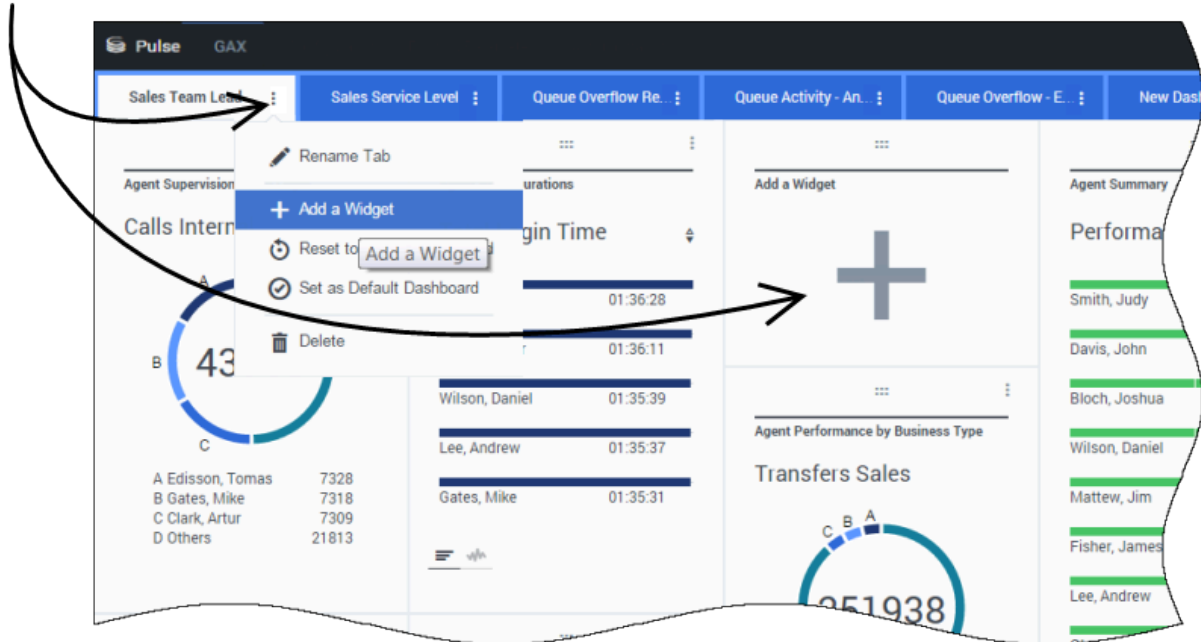 Pulse GAX
Sales Team Lead Sales Service Level Queue Overflow Re... Queue Activity - An... Queue Overflow - E... New Das
Rename Tab
Add a Widget
Reset to
Add a Widget
Set as Default Dashboard
Delete
Agent Supervision
Calls Intern
A
B
C
43
A Edisson, Tomas 7328
B Gates, Mike 7318
C Clark, Artur 7309
D Others 21813
urations
gin Time
01:36:28
01:36:11
Wilson, Daniel 01:35:39
Lee, Andrew 01:35:37
Gates, Mike 01:35:31
Add a Widget
Agent Performance by Business Type
Transfers Sales
C B A
251938
Agent Summary
Performa
Smith, Judy
Davis, John
Bloch, Joshua
Wilson, Daniel
Mattew, Jim
Fisher, James
Lee, Andrew